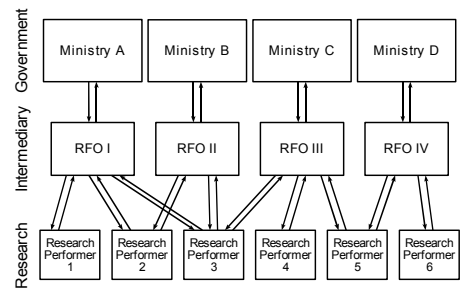 Government
Ministry A
Ministry B
Ministry C
Ministry D
Intermediary
RFO I
RFO II
RFO III
RFO IV
Research
Research
Performer
1
Research
Performer
2
Research
Performer
3
Research
Performer
4
Research
Performer
5
Research
Performer
6